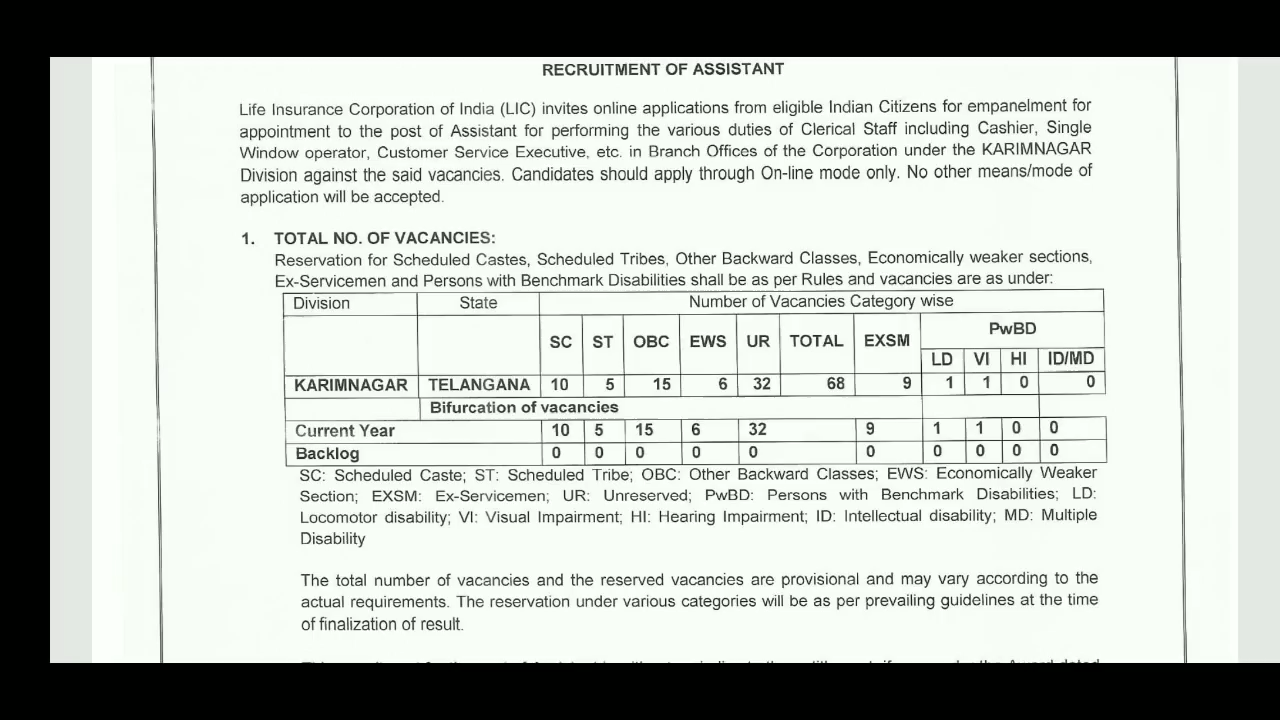 RECRUITMENT OF ASSISTANT
Life Insurance Corporation of India (LIC) invites online applications from eligible Indian Citizens for empanelment for
appointment to the post of Assistant for performing the various duties of Clerical Staff including Cashier, Single
Window operator, Customer Service Executive, etc. in Branch Offices of the Corporation under the KARIMNAGAR
Division against the said vacancies. Candidates should apply through On-line mode only. No other means/mode of
application will be accepted.
1. TOTAL NO. OF VACANCIES:
Reservation for Scheduled Castes, Scheduled Tribes, Other Backward Classes, Economically weaker sections,
Ex-Servicemen and Persons with Benchmark Disabilities shall be as per Rules and vacancies are as under:
Division State Number of Vacancies Category wise
SC ST OBC EWS UR TOTAL EXSM PwBD
LD VI HI ID/MD
KARIMNAGAR TELANGANA 10 5 15 6 32 68 9 1 1 0 0
Bifurcation of vacancies
Current Year 10 5 15 6 32 9 1 1 0 0
Backlog 0 0 0 0 0 0 0 0 0 0
SC: Scheduled Caste; ST: Scheduled Tribe; OBC: Other Backward Classes; EWS: Economically Weaker
Section; EXSM: Ex-Servicemen; UR: Unreserved; PwBD: Persons with Benchmark Disabilities; LD:
Locomotor disability; VI: Visual Impairment; HI: Hearing Impairment; ID: Intellectual disability; MD: Multiple
Disability
The total number of vacancies and the reserved vacancies are provisional and may vary according to the
actual requirements. The reservation under various categories will be as per prevailing guidelines at the time
of finalization of result.